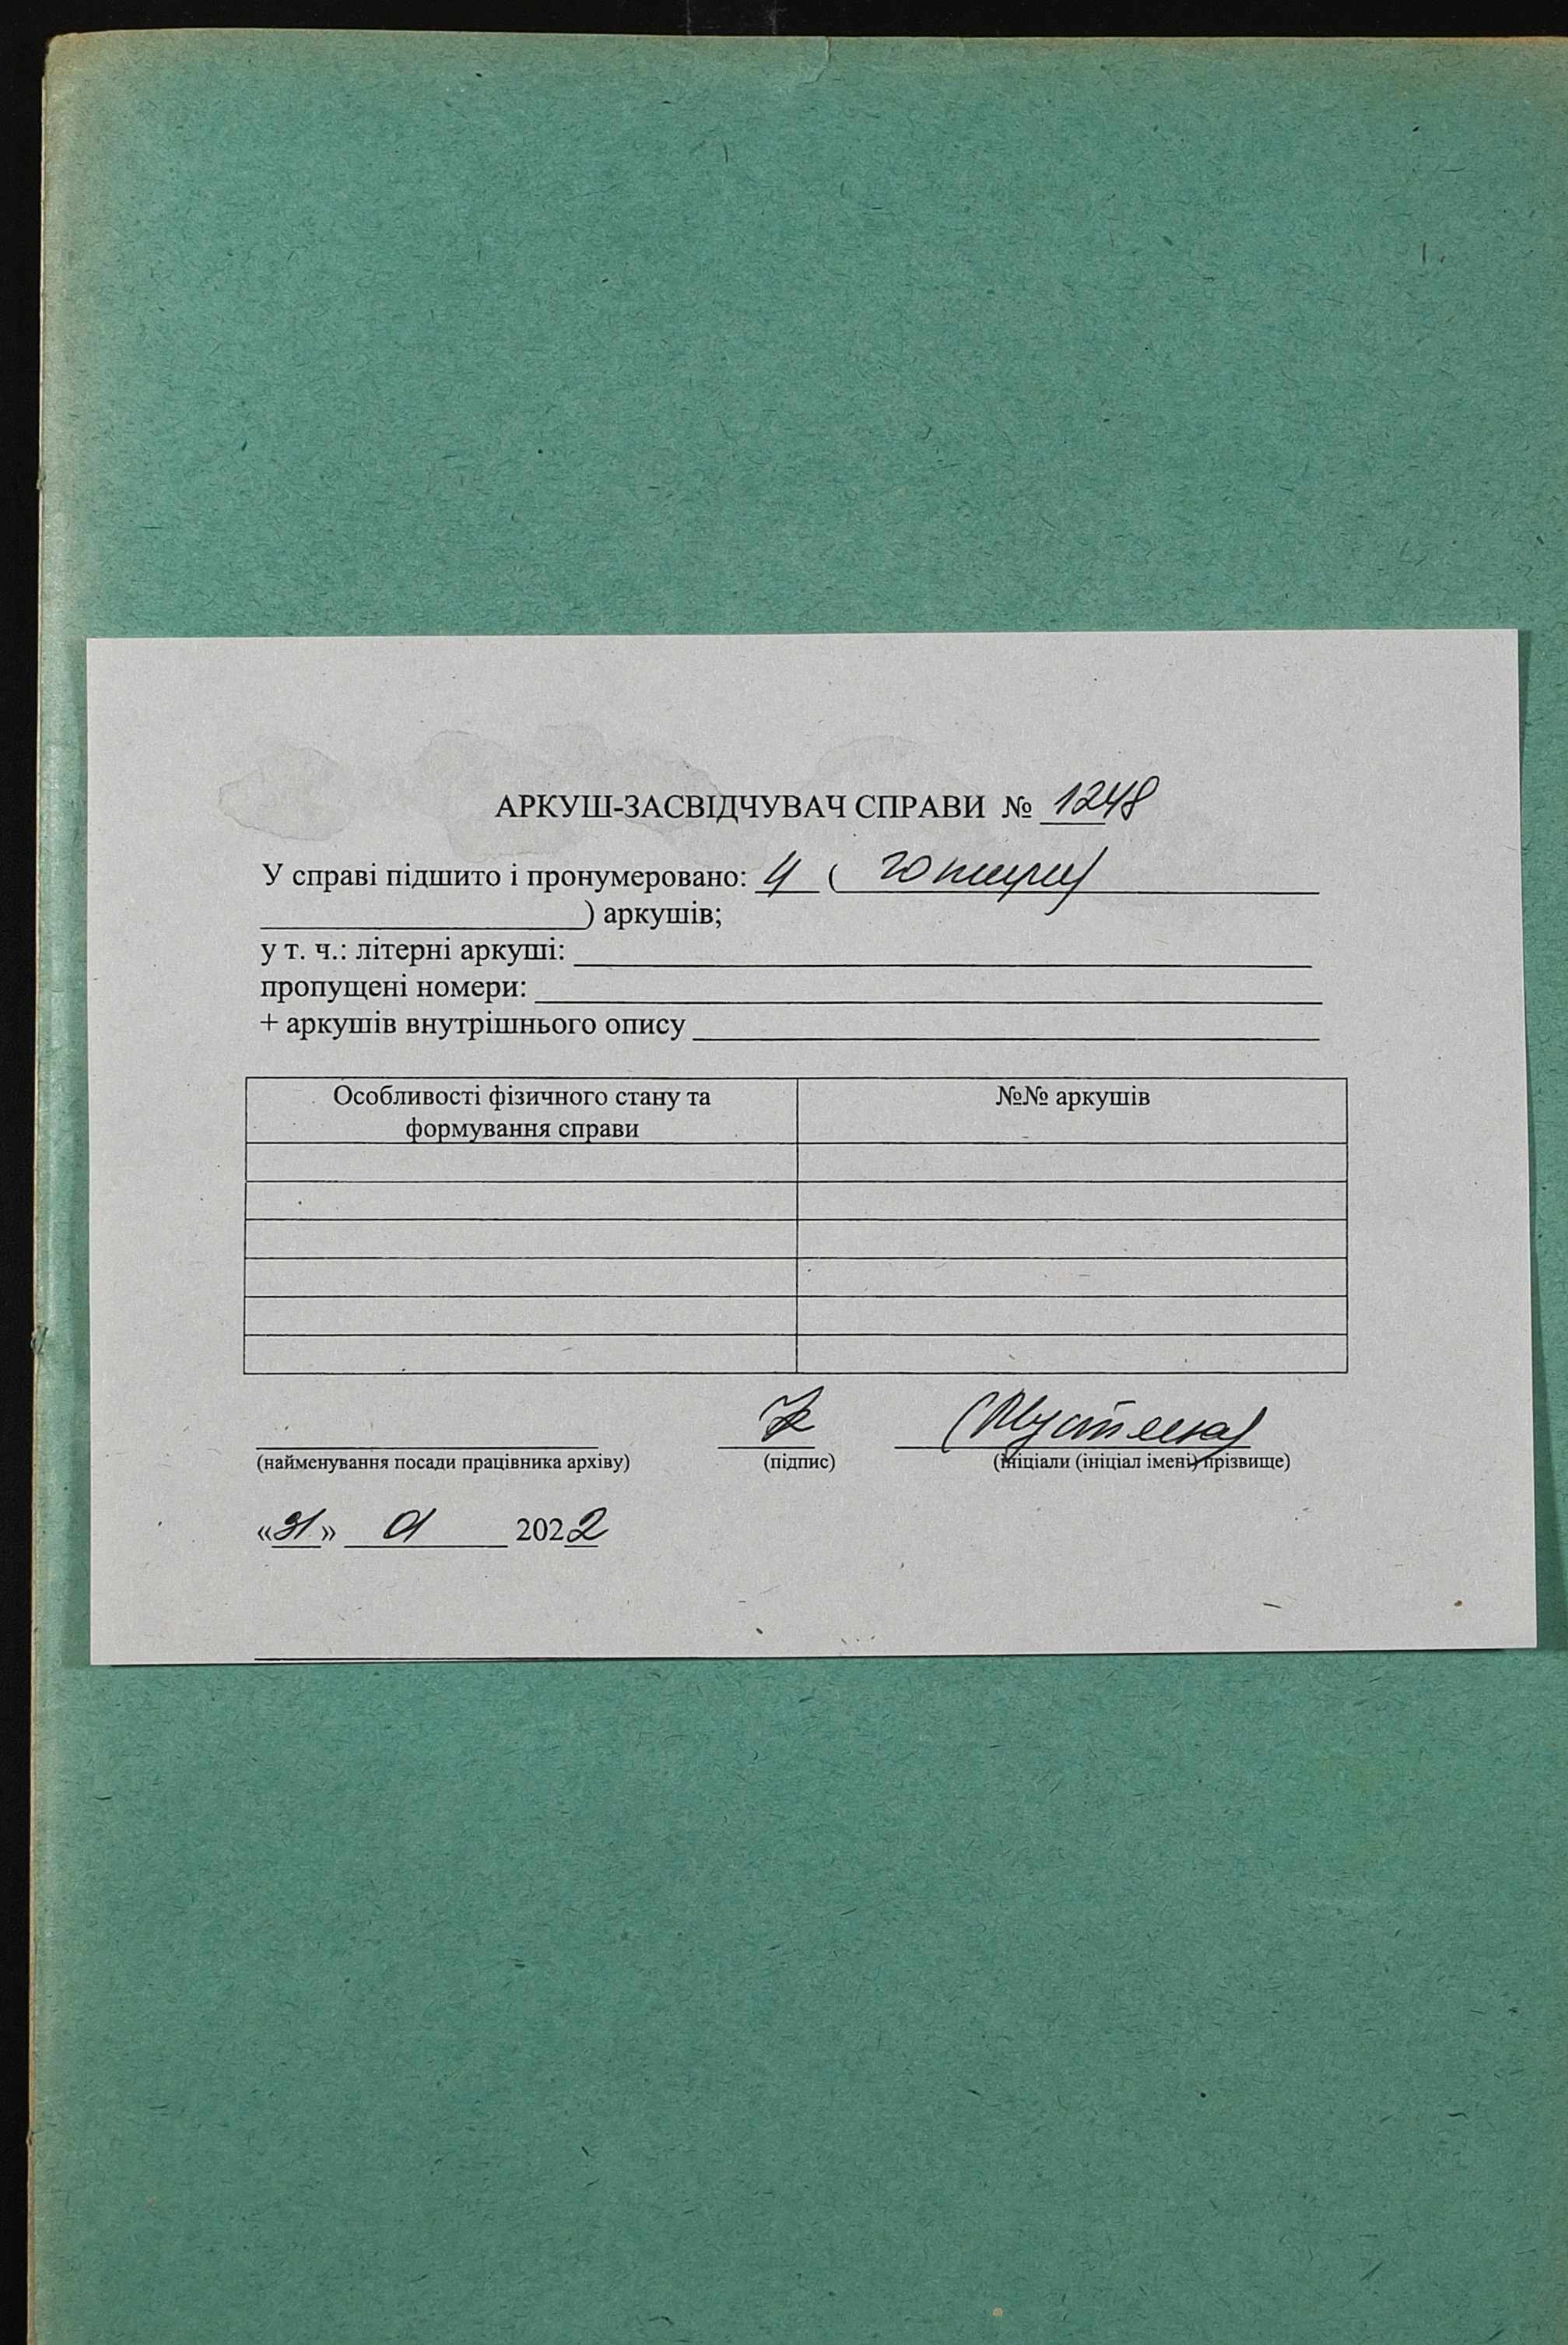 АРКУШ-ЗАСВІДЧУВАЧ СПРАВИ № 1248
У справі підшито і пронумеровано: 4 ( чотири
) аркушів;
у т. ч.: літерні аркуші:
пропущені номери:
+ аркушів внутрішнього опису
Особливості фізичного стану та
формування справи
№№ аркушів
(найменування посади працівника архіву) (підпис) (ініціали (ініціал імені) прізвище)
«31» 01 2022